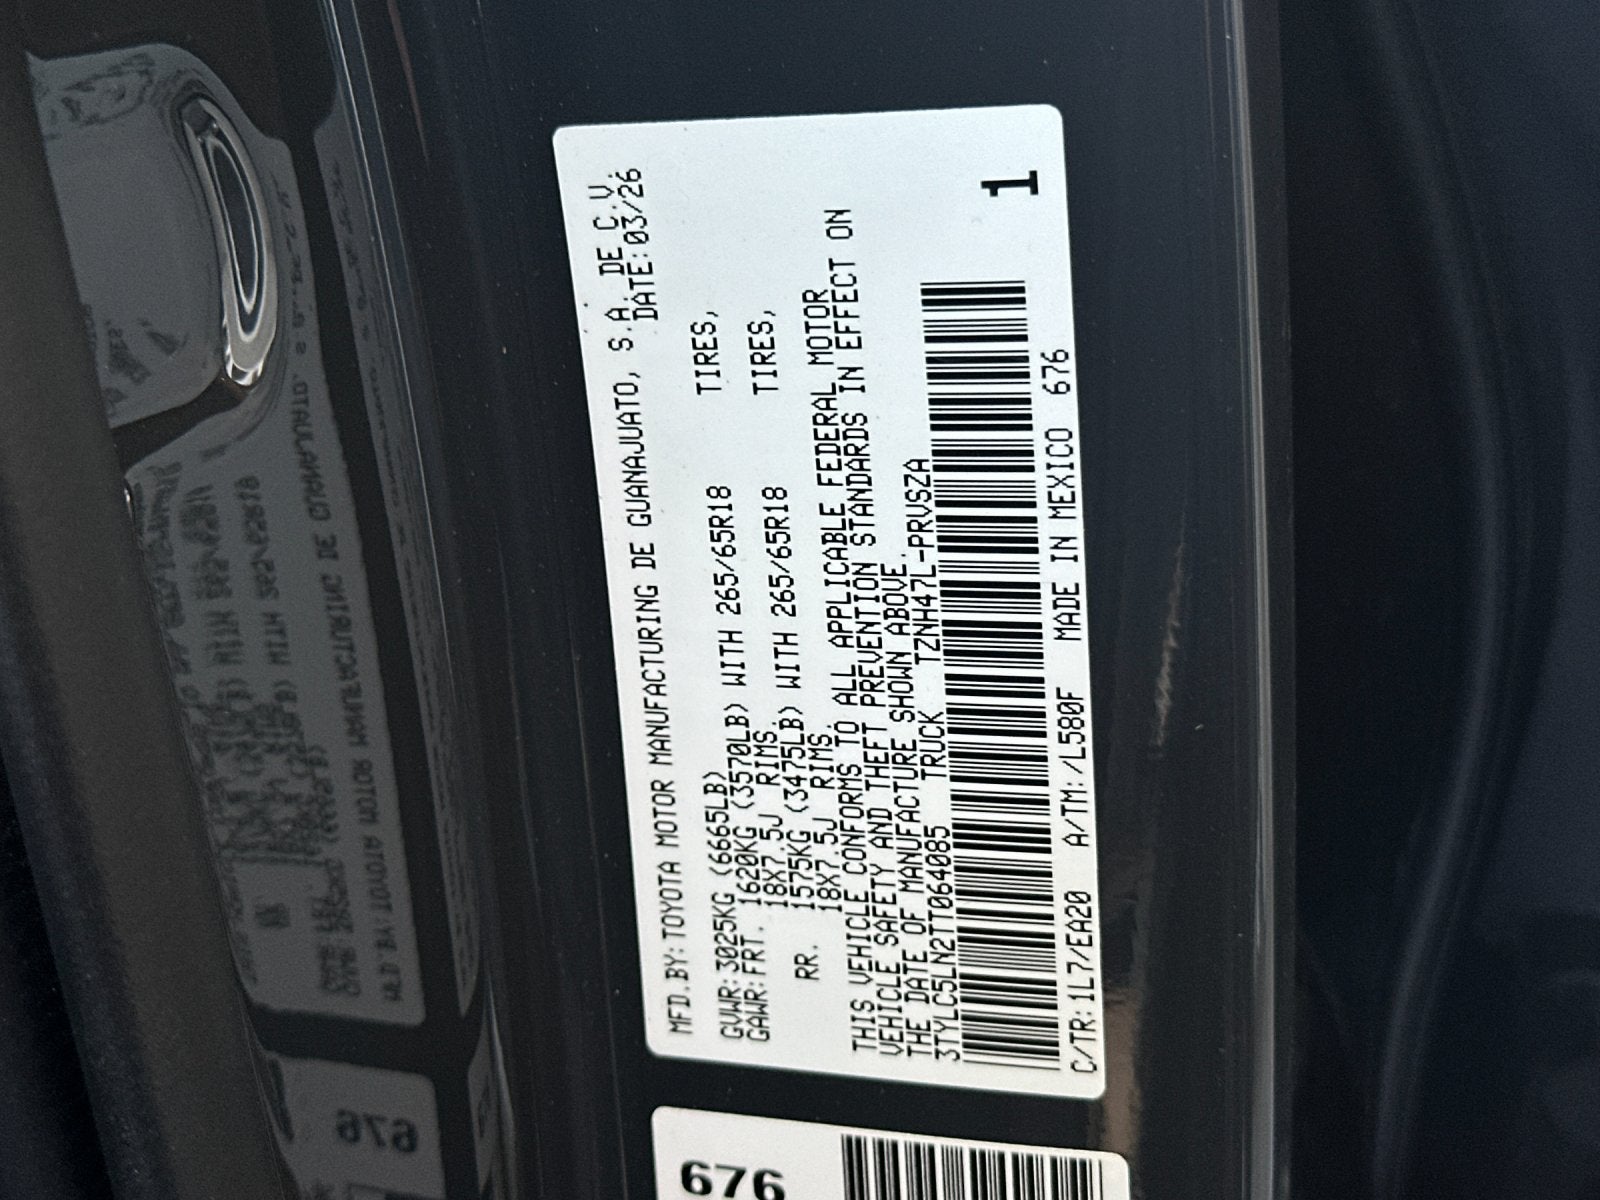 MFD.BY:TOYOTA MOTOR MANUFACTURING DE GUANAJUATO, S.A. DE C.V.
DATE:03/26
GVWR:3025KG (6665LB)
GAWR:FRT. 1620KG (3570LB) WITH 265/65R18 TIRES,
18X7.5J RIMS.
RR. 1575KG (3475LB) WITH 265/65R18 TIRES,
18X7.5J RIMS.
THIS VEHICLE CONFORMS TO ALL APPLICABLE FEDERAL MOTOR
VEHICLE SAFETY AND THEFT PREVENTION STANDARDS IN EFFECT ON
THE DATE OF MANUFACTURE SHOWN ABOVE.
3TYLC5LN2TT064085 TRUCK TZNH47L-PRVSZA
1
C/TR:1L7/EA20 A/TM:/L580F MADE IN MEXICO 676
676